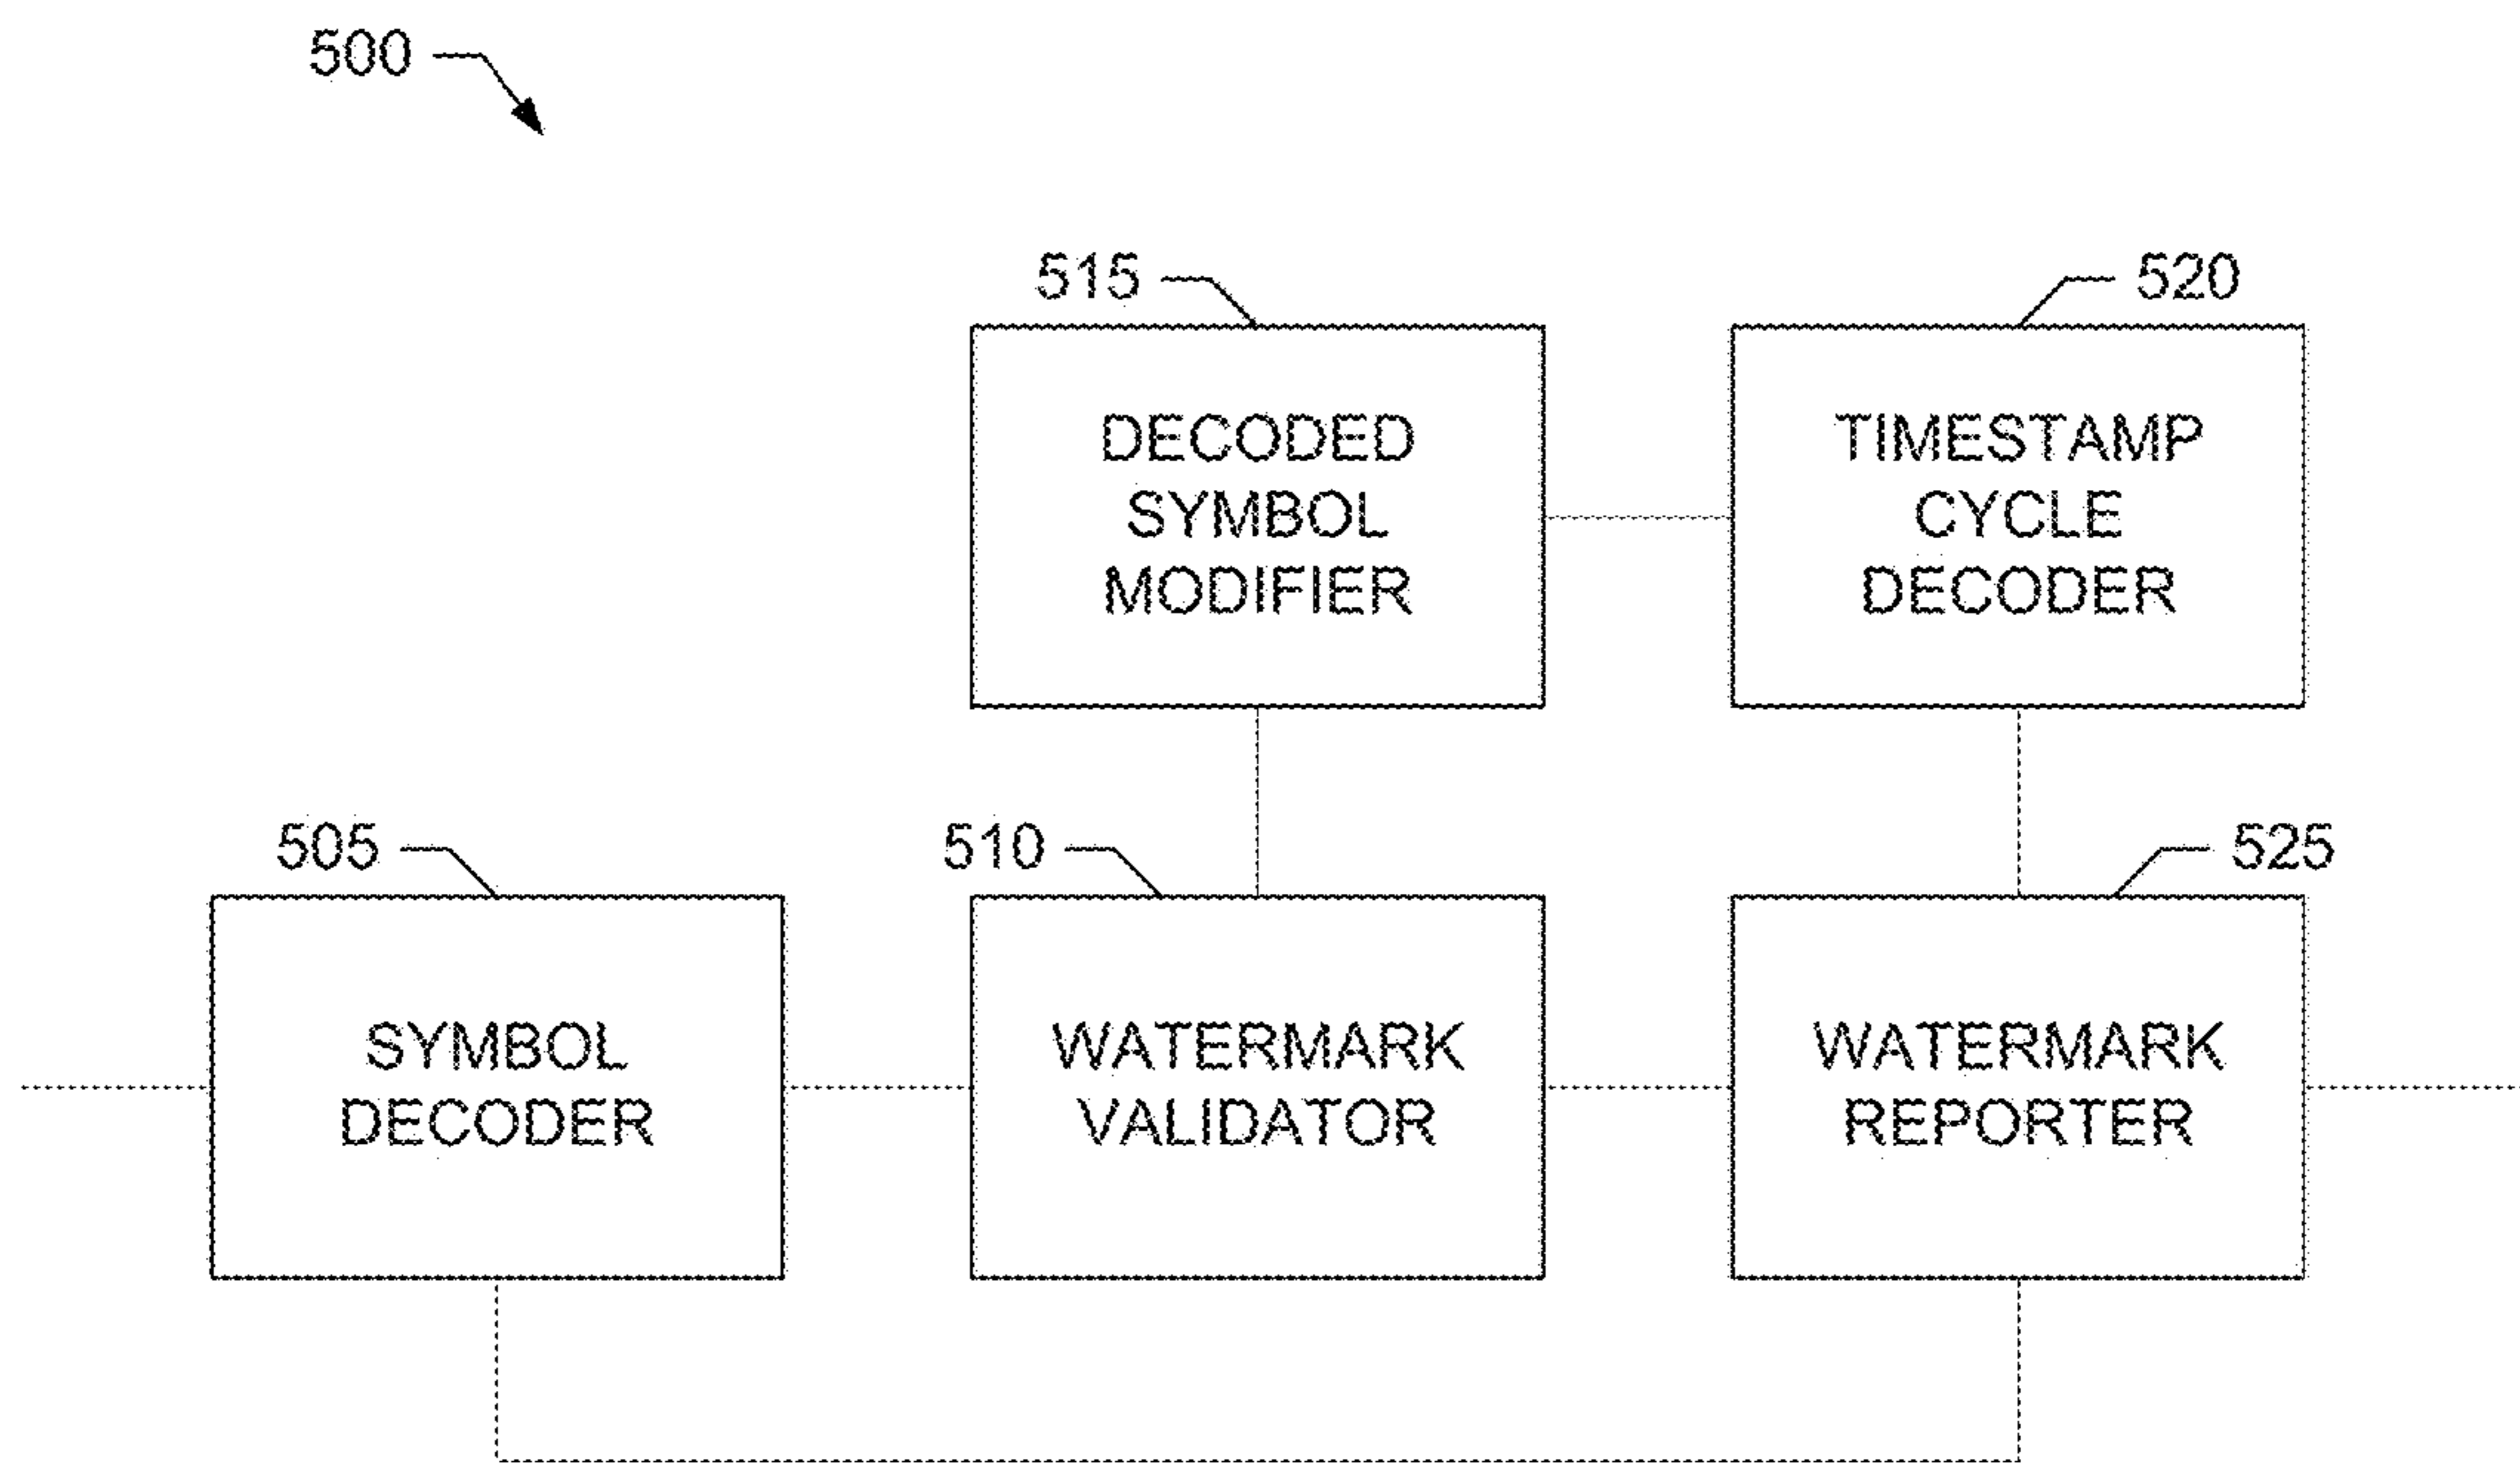 500
515
520
DECODED
SYMBOL
MODIFIER
TIMESTAMP
CYCLE
DECODER
505
510
525
SYMBOL
DECODER
WATERMARK
VALIDATOR
WATERMARK
REPORTER